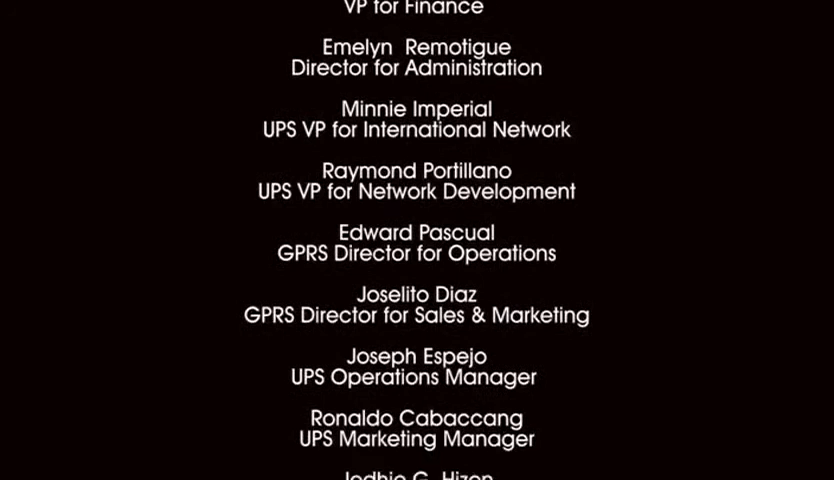 VP for Finance
Emelyn Remotigue
Director for Administration
Minnie Imperial
UPS VP for International Network
Raymond Portillano
UPS VP for Network Development
Edward Pascual
GPRS Director for Operations
Joselito Diaz
GPRS Director for Sales & Marketing
Joseph Espejo
UPS Operations Manager
Ronaldo Cabaccang
UPS Marketing Manager
G. Hizon